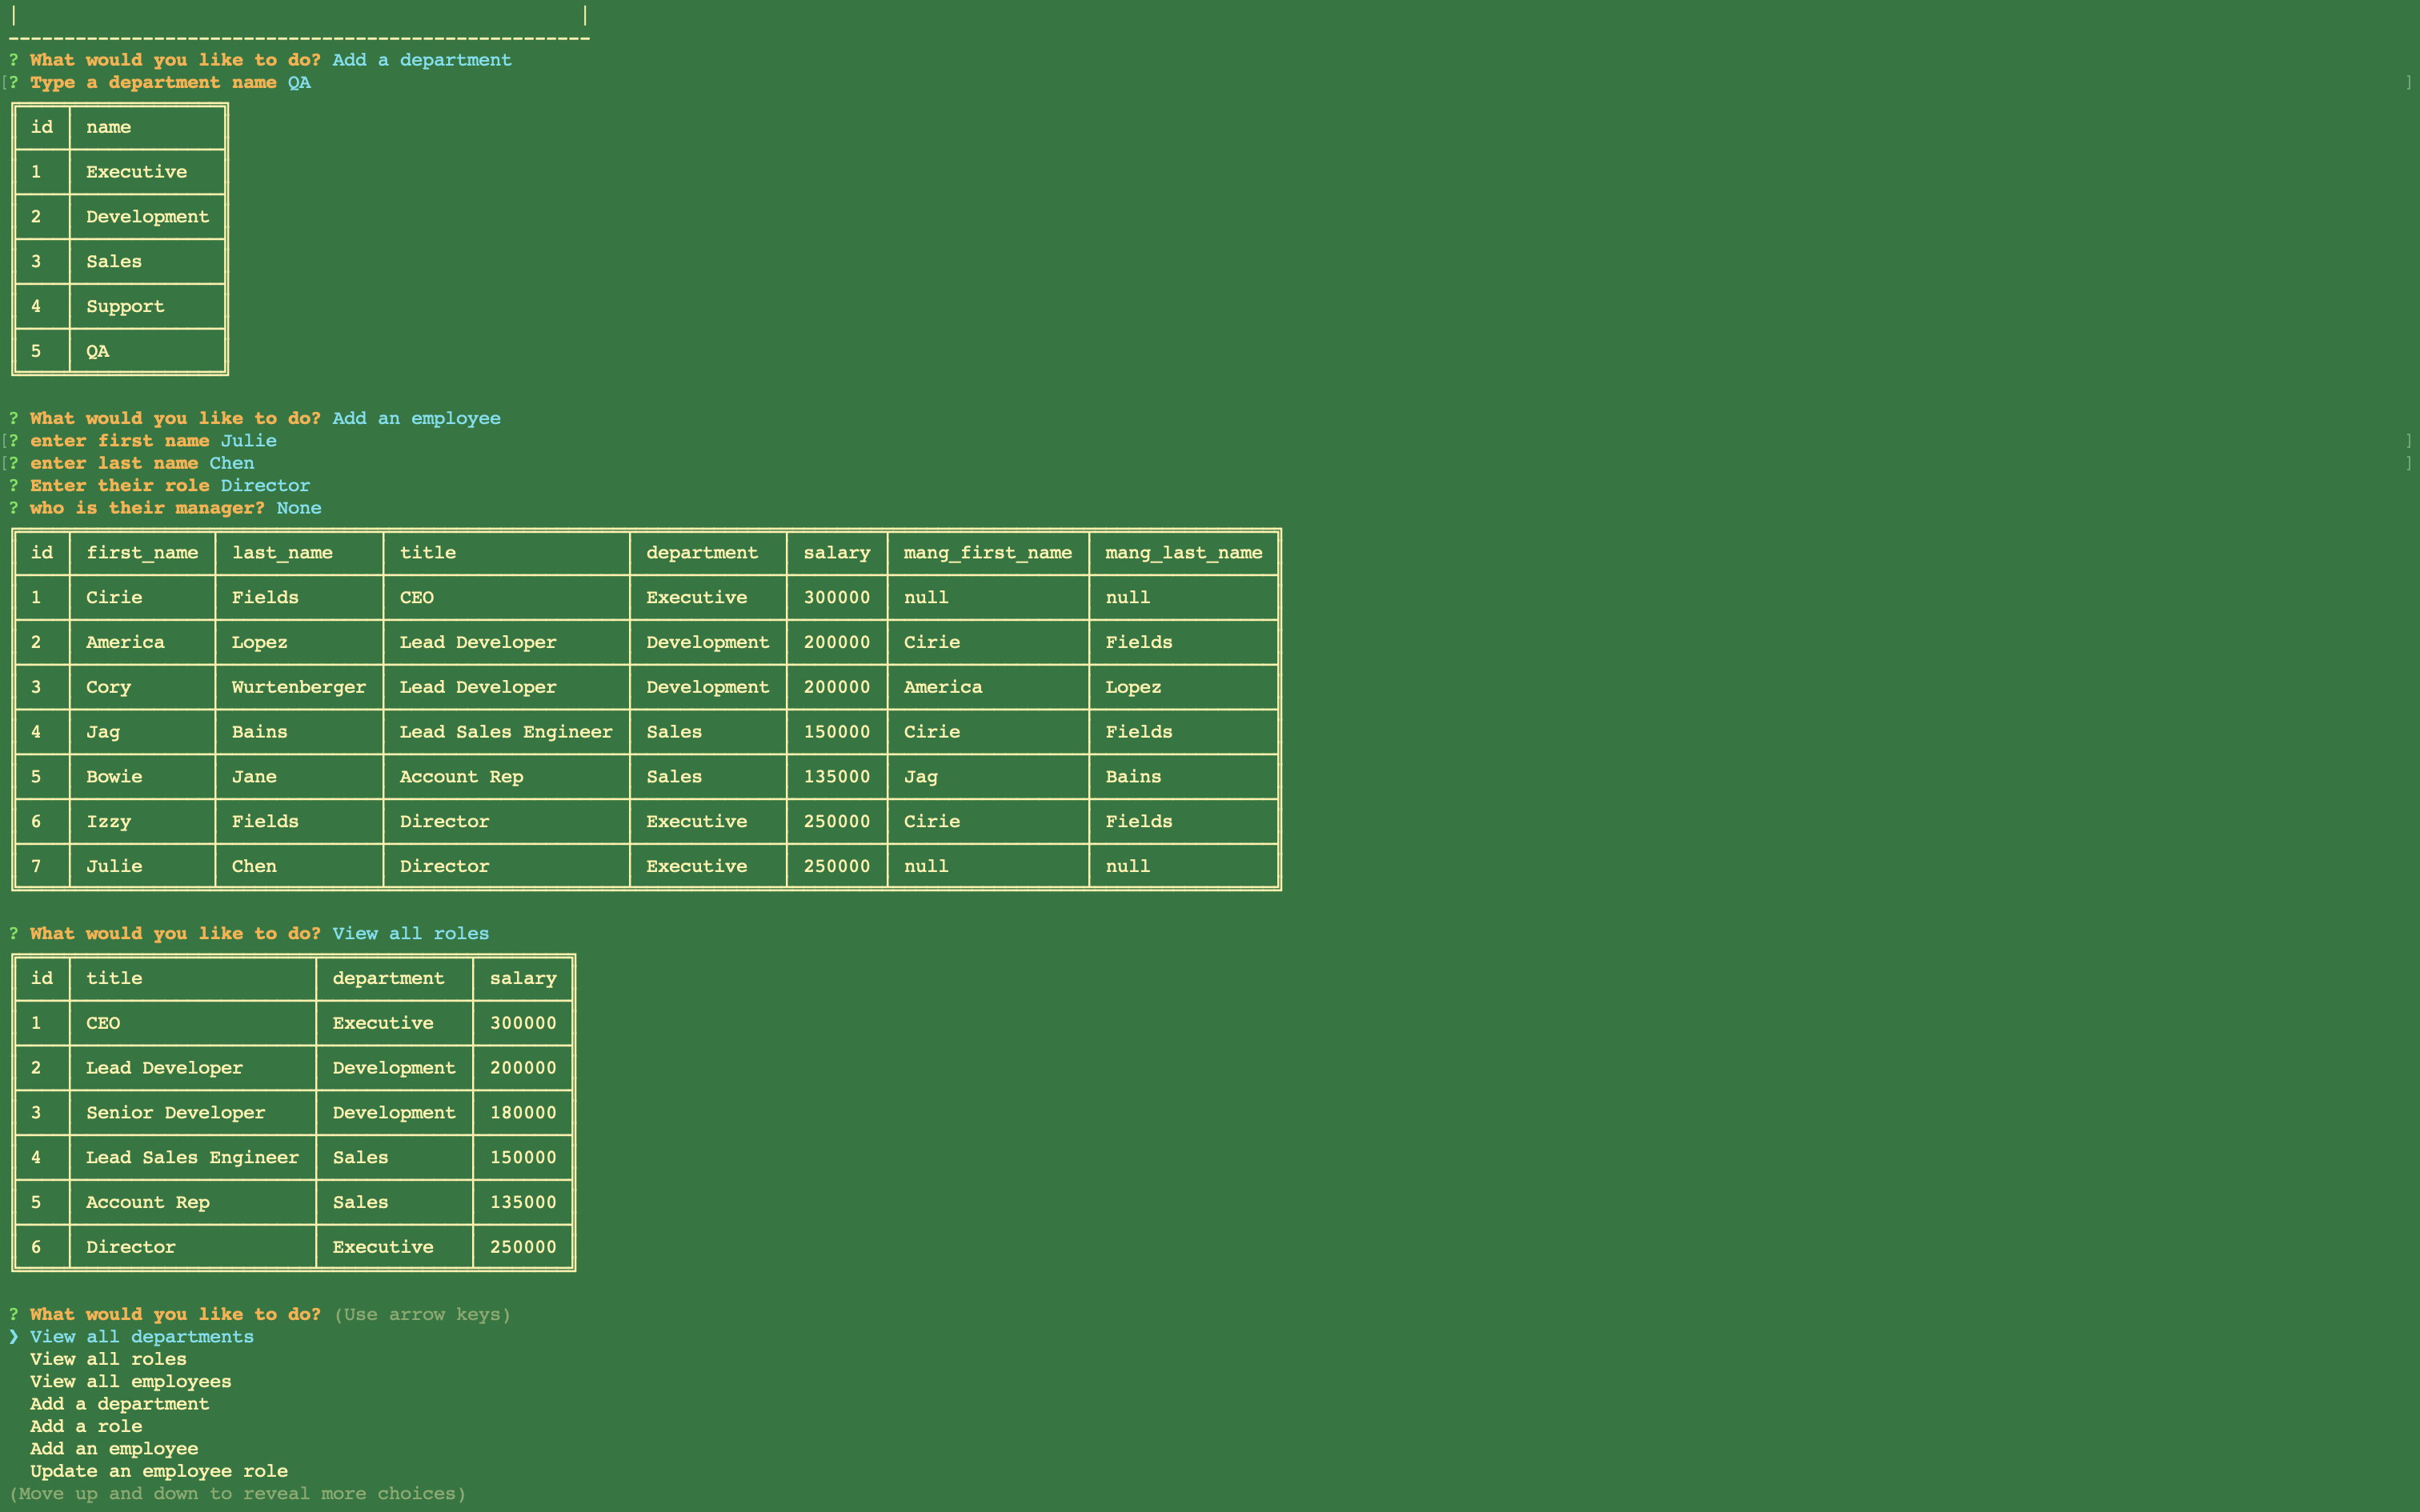 ? What would you like to do? Add a department
[? Type a department name QA ]
id name
1 Executive
2 Development
3 Sales
4 Support
5 QA
? What would you like to do? Add an employee
[? enter first name Julie ]
[? enter last name Chen ]
? Enter their role Director
? who is their manager? None
id first_name last_name title department salary mang_first_name mang_last_name
1 Cirie Fields CEO Executive 300000 null null
2 America Lopez Lead Developer Development 200000 Cirie Fields
3 Cory Wurtenberger Lead Developer Development 200000 America Lopez
4 Jag Bains Lead Sales Engineer Sales 150000 Cirie Fields
5 Bowie Jane Account Rep Sales 135000 Jag Bains
6 Izzy Fields Director Executive 250000 Cirie Fields
7 Julie Chen Director Executive 250000 null null
? What would you like to do? View all roles
id title department salary
1 CEO Executive 300000
2 Lead Developer Development 200000
3 Senior Developer Development 180000
4 Lead Sales Engineer Sales 150000
5 Account Rep Sales 135000
6 Director Executive 250000
? What would you like to do? (Use arrow keys)
❯ View all departments
View all roles
View all employees
Add a department
Add a role
Add an employee
Update an employee role
(Move up and down to reveal more choices)